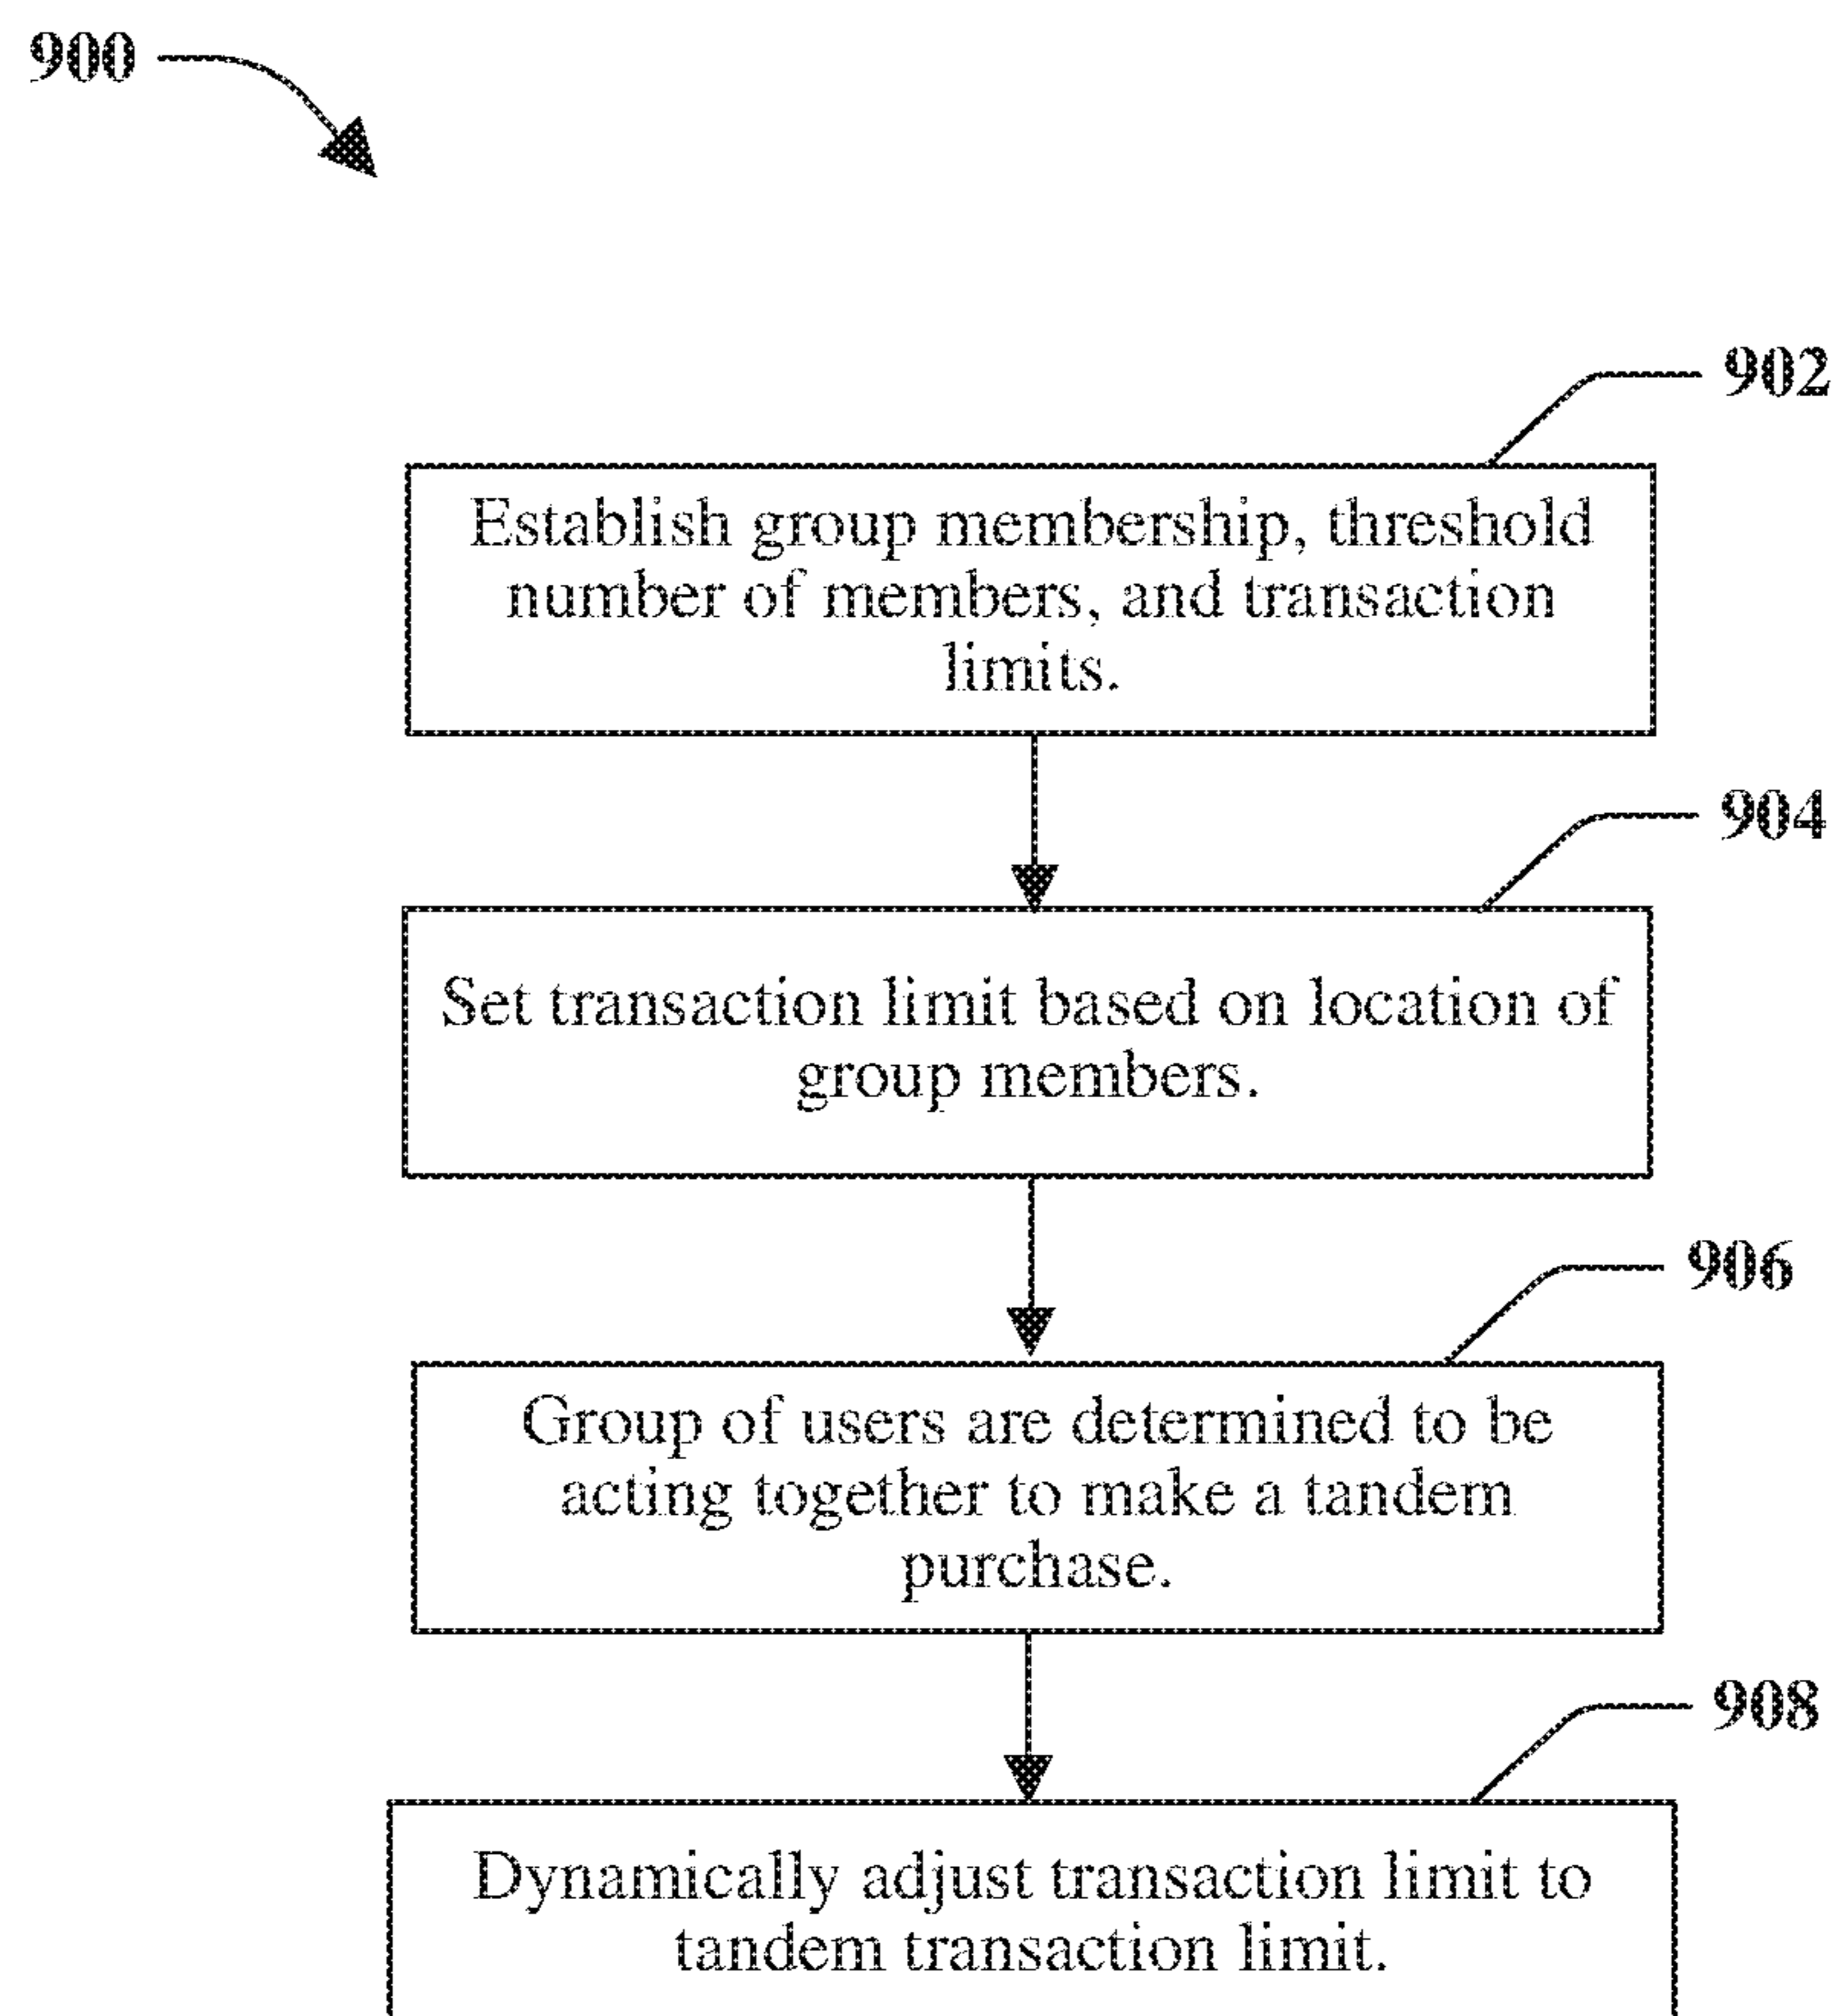 900
902
Establish group membership, threshold
number of members, and transaction
limits.
904
Set transaction limit based on location of
group members.
906
Group of users are determined to be
acting together to make a tandem
purchase.
908
Dynamically adjust transaction limit to
tandem transaction limit.